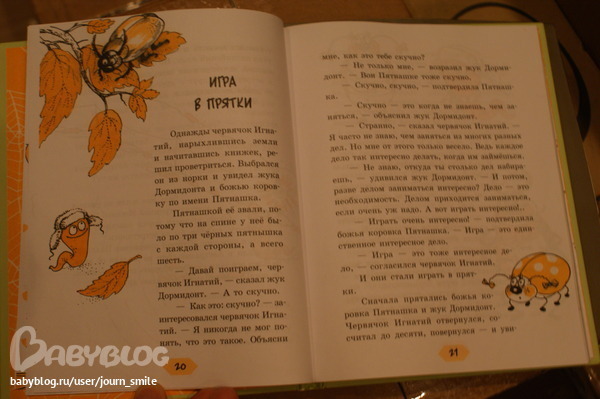 ИГРА
В ПРЯТКИ
Однажды червячок Игна-
тий, нарыхлившись земли
и начитавшись книжек, ре-
шил проветриться. Выбрался
он из норки и увидел жука
Дормидонта и божью коров-
ку по имени Пятнашка.
Пятнашкой её звали, по-
тому что на спине у неё бы-
ло по три чёрных пятнышка
с каждой стороны, а всего
шесть.
— Давай поиграем, чер-
вячок Игнатий, — сказал жук
Дормидонт. — А то скучно.
— Как это: скучно? — за-
интересовался червячок Игна-
тий. — Я никогда не мог по-
нять, что это такое. Объясни
20
мне, как это тебе скучно?
— Не только мне, — возразил жук Дорми-
донт. — Вон Пятнашке тоже скучно.
— Скучно, скучно, — подтвердила Пятнаш-
ка.
— Скучно — это когда не знаешь, чем за-
няться, — объяснил жук Дормидонт.
— Странно, — сказал червячок Игнатий. —
Я часто не знаю, чем заняться из многих разных
дел. Но мне от этого только весело. Ведь каждое
дело так интересно делать, когда им займёшься.
— Не знаю, откуда ты столько дел набира-
ешь, — удивился жук Дормидонт. — И потом,
разве делом заниматься интересно? Дело — это
необходимость. Делом приходится заниматься,
если очень уж надо. А вот играть интересно!..
— Играть очень интересно! — подтвердила
божья коровка Пятнашка. — Игра — это един-
ственное интересное дело.
— Игра — это тоже интересное де-
ло, — согласился червячок Игнатий.
И они стали играть в прят-
ки.
Сначала прятались божья ко-
ровка Пятнашка и жук Дормидонт.
Червячок Игнатий отвернулся, со-
считал до десяти, повернулся — и уви-
21
BABYBLOG
babyblog.ru/user/journ_smile